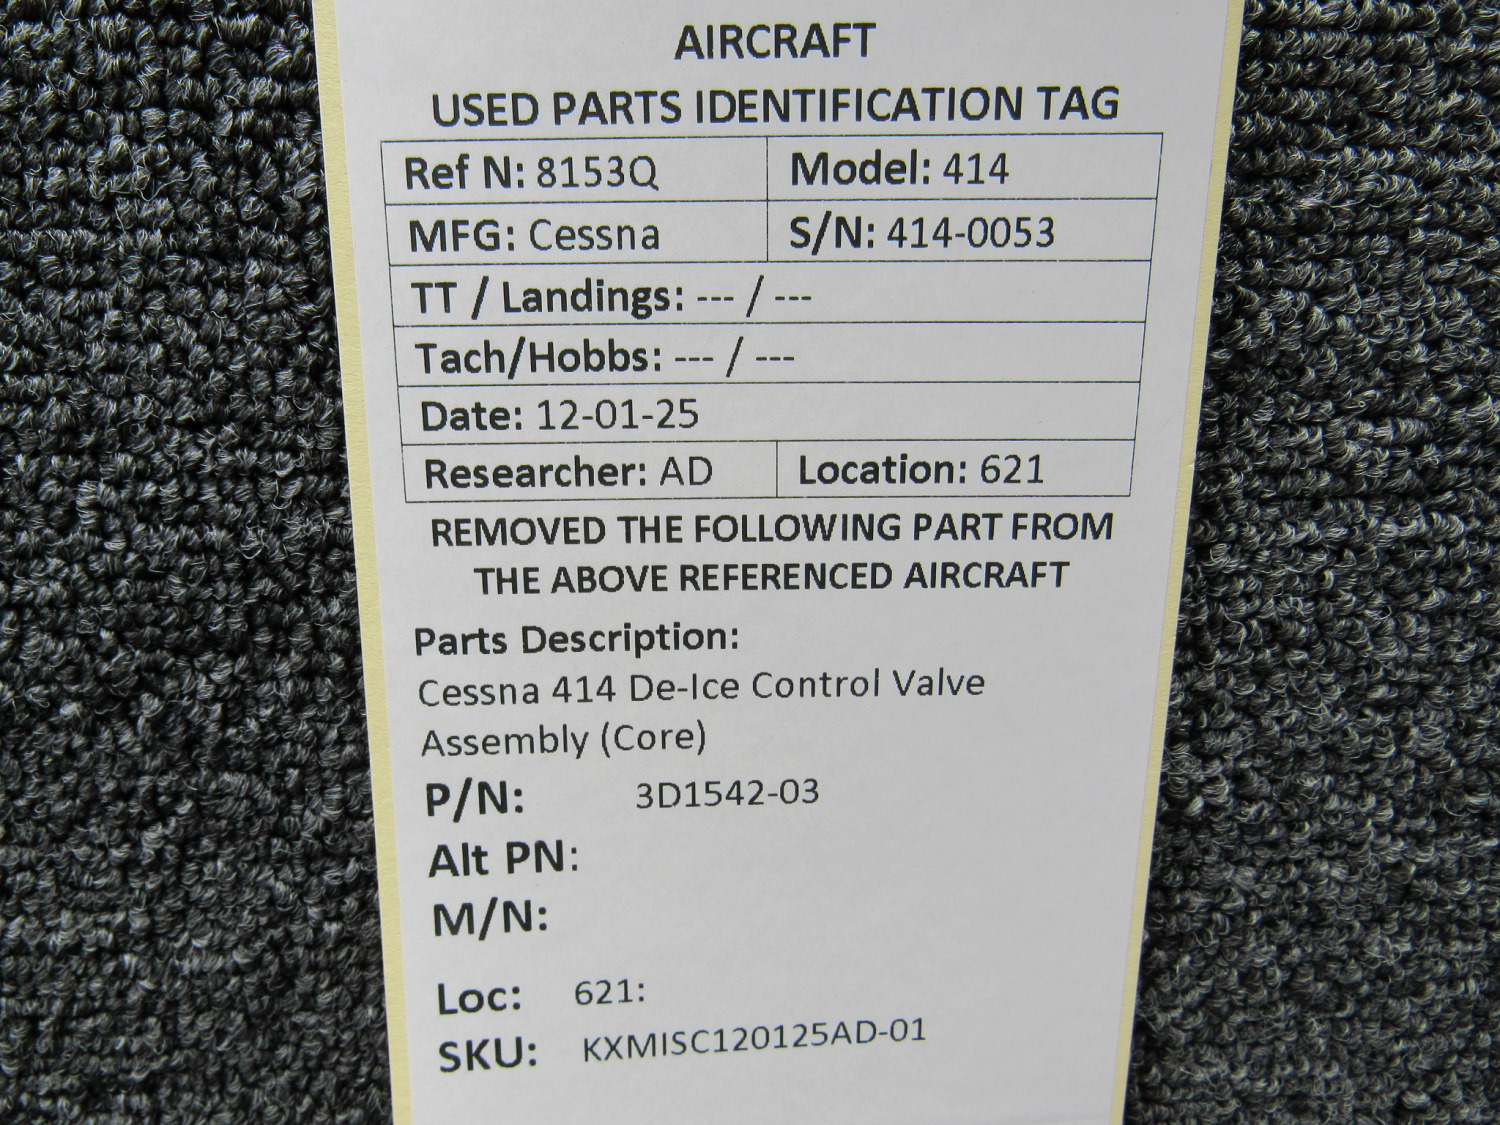 AIRCRAFT
USED PARTS IDENTIFICATION TAG
Ref N: 8153Q Model: 414
MFG: Cessna S/N: 414-0053
TT / Landings: --- / ---
Tach/Hobbs: --- / ---
Date: 12-01-25
Researcher: AD Location: 621
REMOVED THE FOLLOWING PART FROM
THE ABOVE REFERENCED AIRCRAFT
Parts Description:
Cessna 414 De-Ice Control Valve
Assembly (Core)
P/N: 3D1542-03
Alt PN:
M/N:
Loc: 621:
SKU: KXMISC120125AD-01